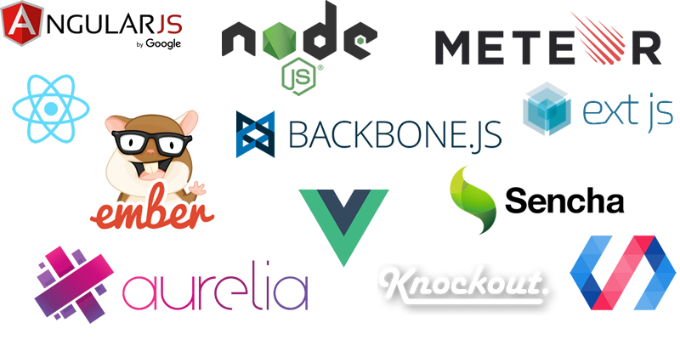 ANGULARJS
by Google
node
JS®
METEOR
ext js
BACKBONE.JS
ember
Sencha
aurelia
Knockout.